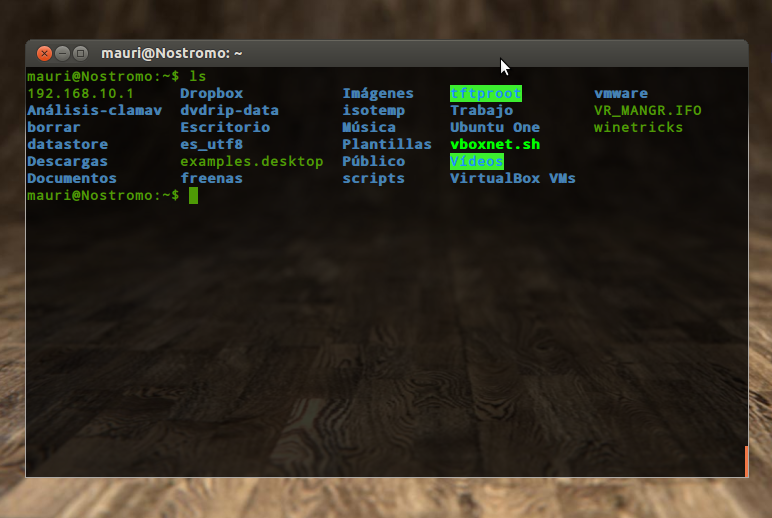 mauri@Nostromo: ~
mauri@Nostromo:~$ ls
192.168.10.1 Dropbox Imágenes tftproot vmware
Análisis-clamav dvdrip-data isotemp Trabajo VR_MANGR.IFO
borrar Escritorio Música Ubuntu One winetricks
datastore es_utf8 Plantillas vboxnet.sh
Descargas examples.desktop Público Vídeos
Documentos freenas scripts VirtualBox VMs
mauri@Nostromo:~$